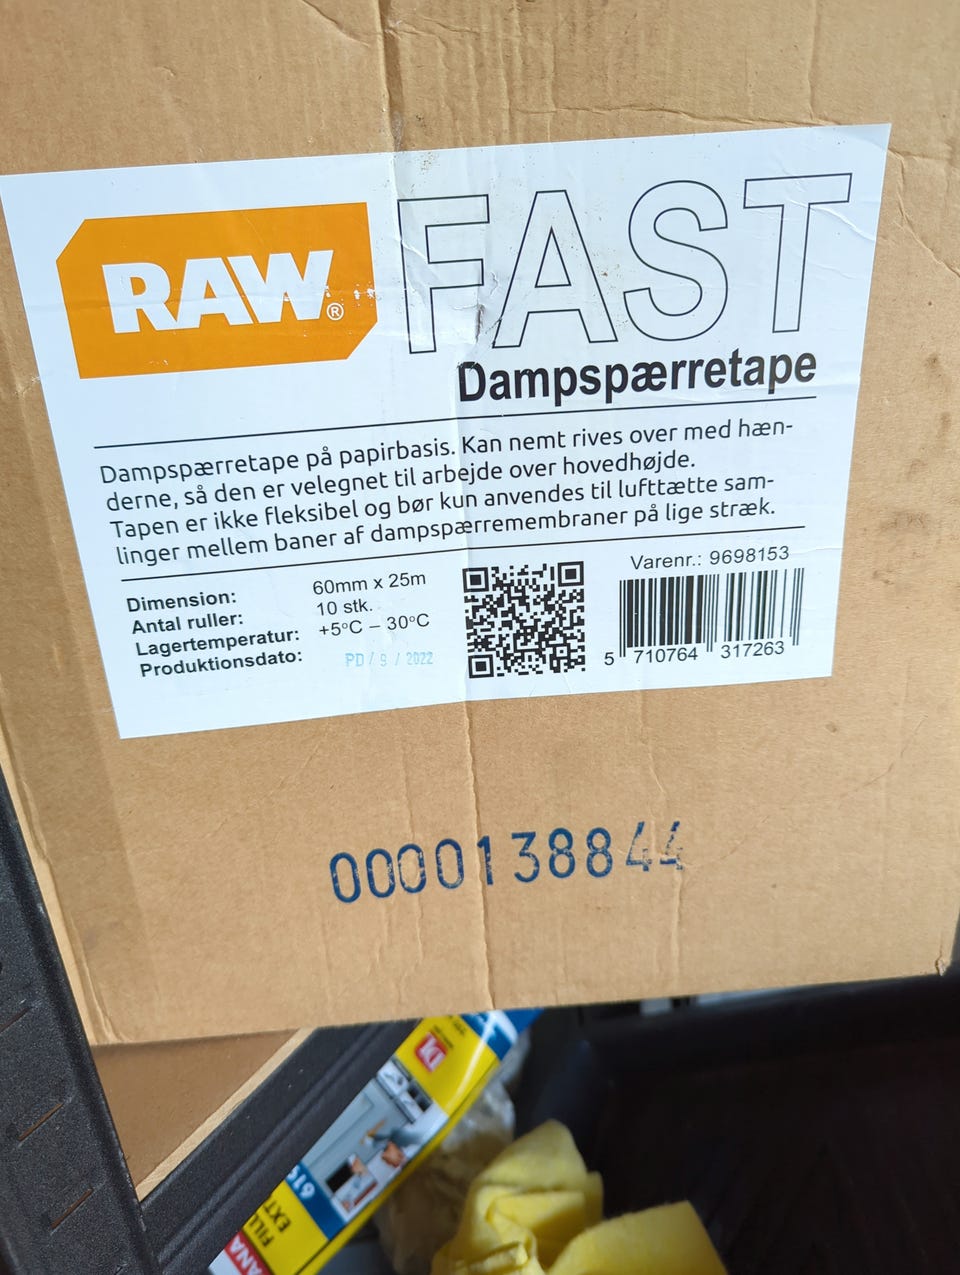 RAW®
FAST
Dampspærretape
Dampspærretape på papirbasis. Kan nemt rives over med hæn-
derne, så den er velegnet til arbejde over hovedhøjde.
Tapen er ikke fleksibel og bør kun anvendes til lufttætte sam-
linger mellem baner af dampspærremembraner på lige stræk.
Dimension: 60mm x 25m
Antal ruller: 10 stk.
Lagertemperatur: +5°C – 30°C
Produktionsdato: PD / 9 / 2022
Varenr.: 9698153
5 710764 317263
0000138844